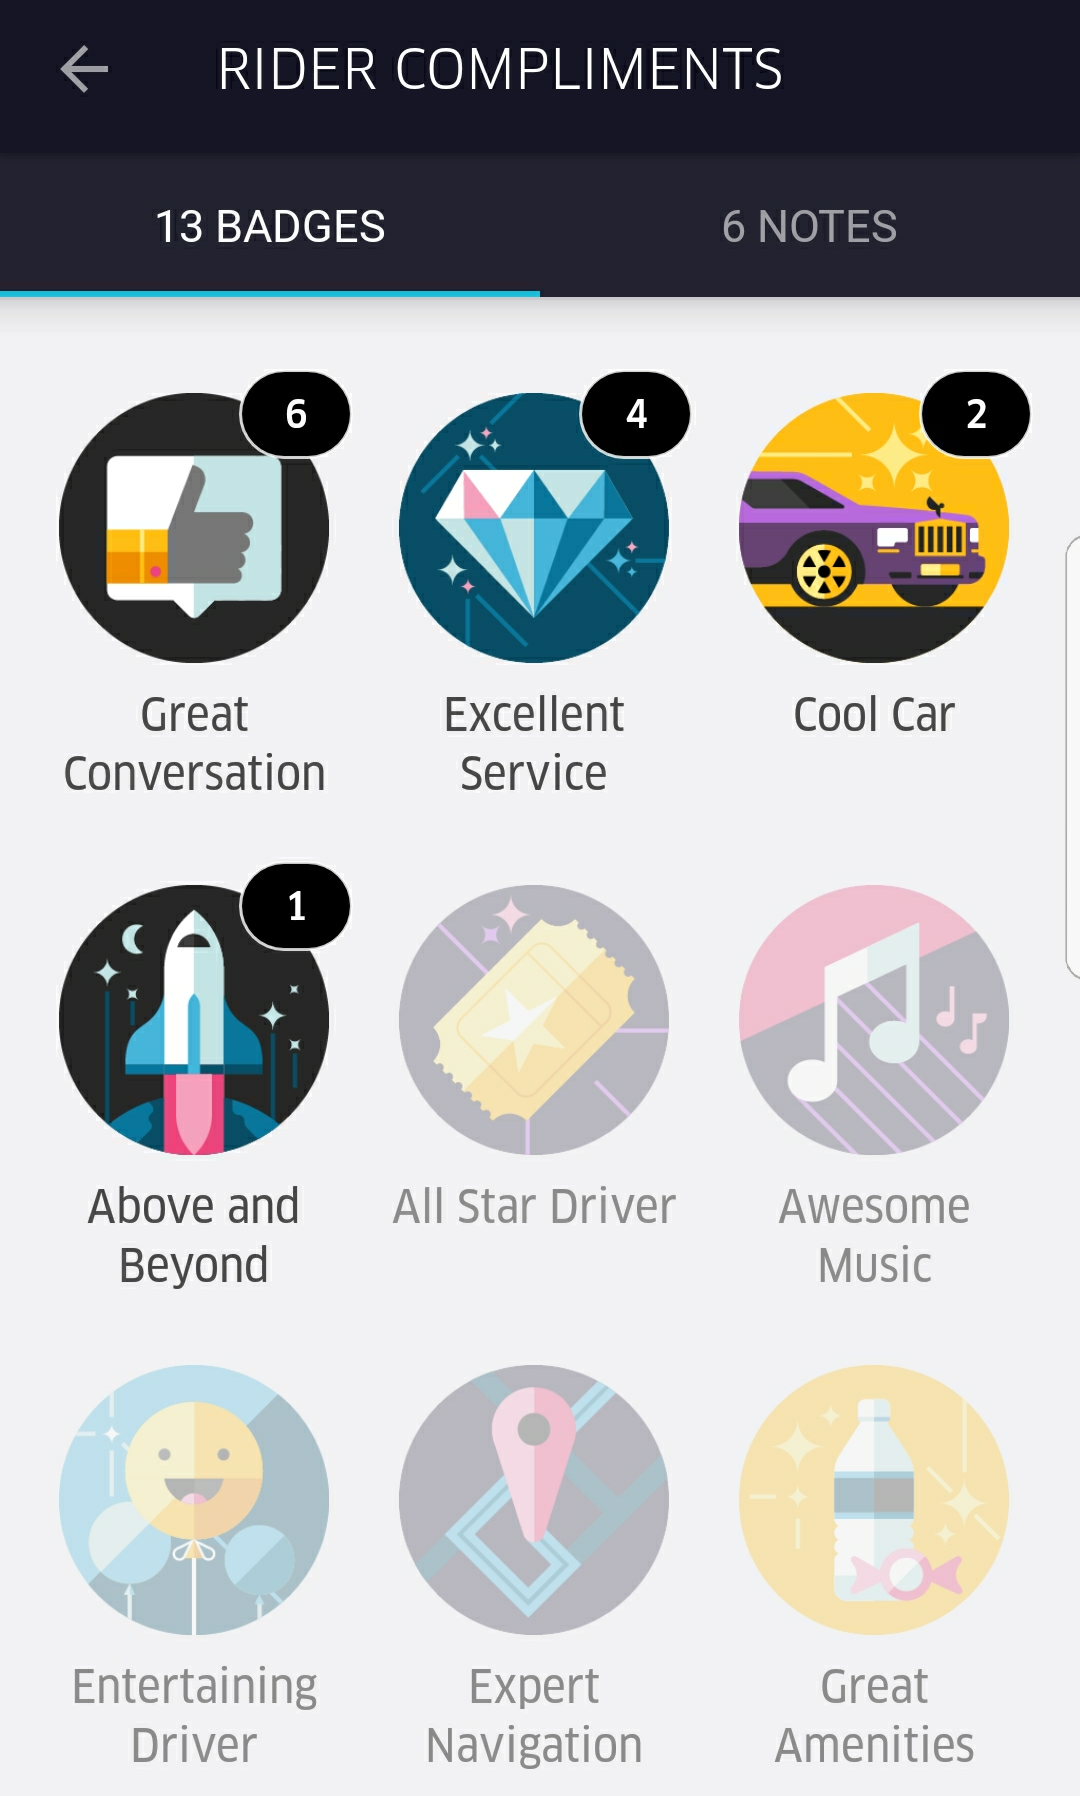 RIDER COMPLIMENTS
13 BADGES
6 NOTES
6
4
2
Great
Conversation
Excellent
Service
Cool Car
1
Above and
Beyond
All Star Driver
Awesome
Music
Entertaining
Driver
Expert
Navigation
Great
Amenities